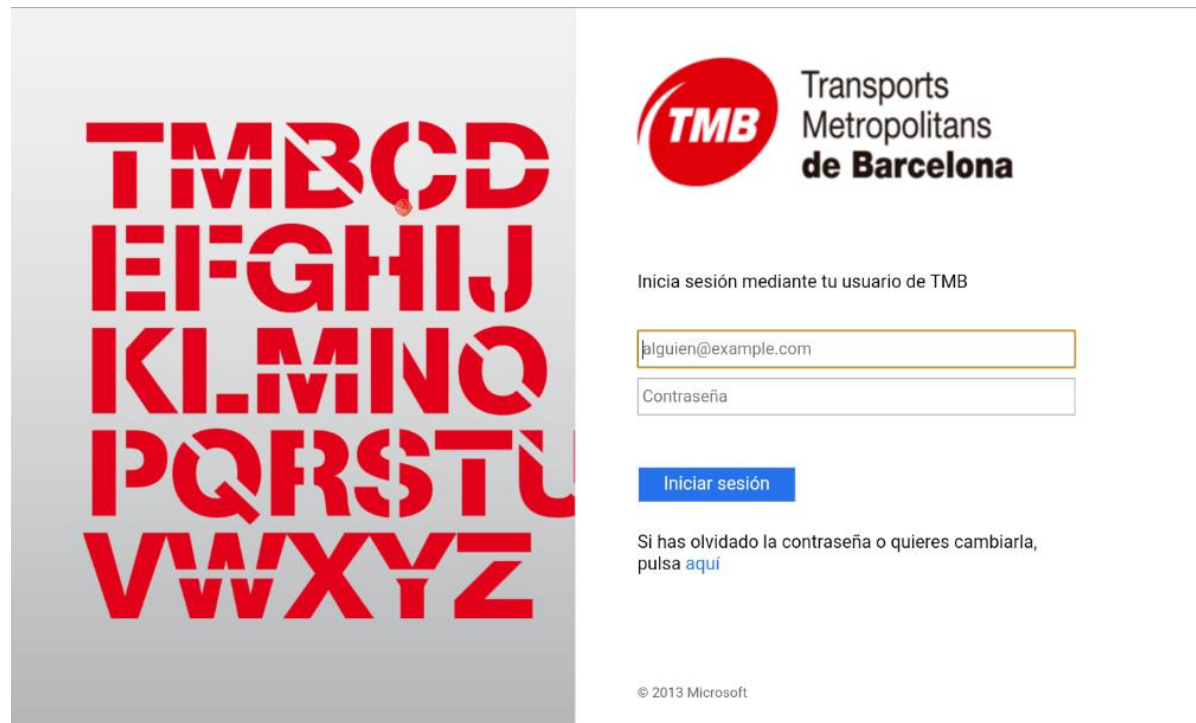 TMBCD
EFGHIJ
KLMNO
PQRSTU
VWXYZ
TMB
Transports
Metropolitans
de Barcelona
Inicia sesión mediante tu usuario de TMB
alguien@example.com
Contraseña
Iniciar sesión
Si has olvidado la contraseña o quieres cambiarla,
pulsa aquí
© 2013 Microsoft